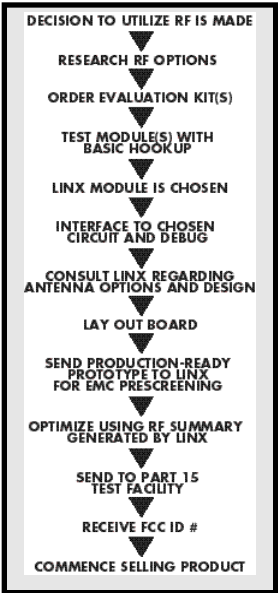 DECISION TO UTILIZE RF IS MADE
RESEARCH RF OPTIONS
ORDER EVALUATION KIT(S)
TEST MODULE(S) WITH
BASIC HOOKUP
LINX MODULE IS CHOSEN
INTERFACE TO CHOSEN
CIRCUIT AND DEBUG
CONSULT LINX REGARDING
ANTENNA OPTIONS AND DESIGN
LAY OUT BOARD
SEND PRODUCTION-READY
PROTOTYPE TO LINX
FOR EMC PRESCREENING
OPTIMIZE USING RF SUMMARY
GENERATED BY LINX
SEND TO PART 15
TEST FACILITY
RECEIVE FCC ID #
COMMENCE SELLING PRODUCT